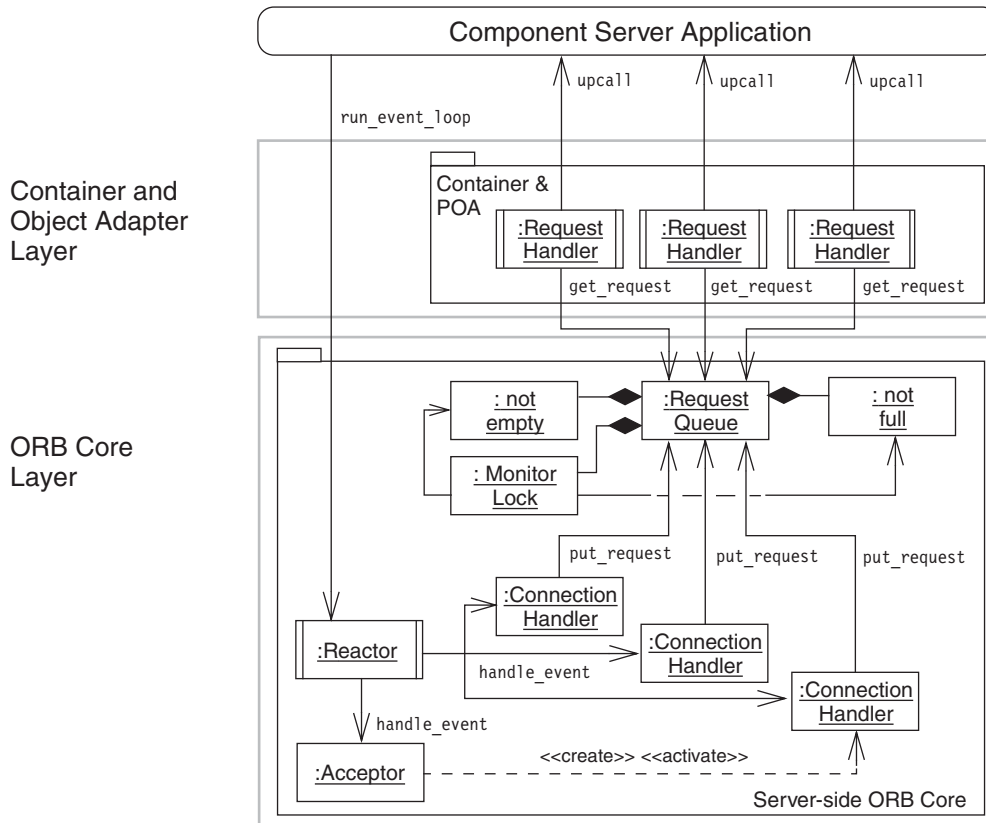 Component Server Application
upcall
upcall
upcall
run_event_loop
Container and
Object Adapter
Layer
Container &
POA
:Request
Handler
:Request
Handler
:Request
Handler
get_request
get_request
get_request
ORB Core
Layer
: not
empty
:Request
Queue
: not
full
: Monitor
Lock
put_request
put_request
put_request
:Connection
Handler
:Reactor
:Connection
Handler
handle_event
:Connection
Handler
handle_event
:Acceptor
<<create>> <<activate>>
Server-side ORB Core